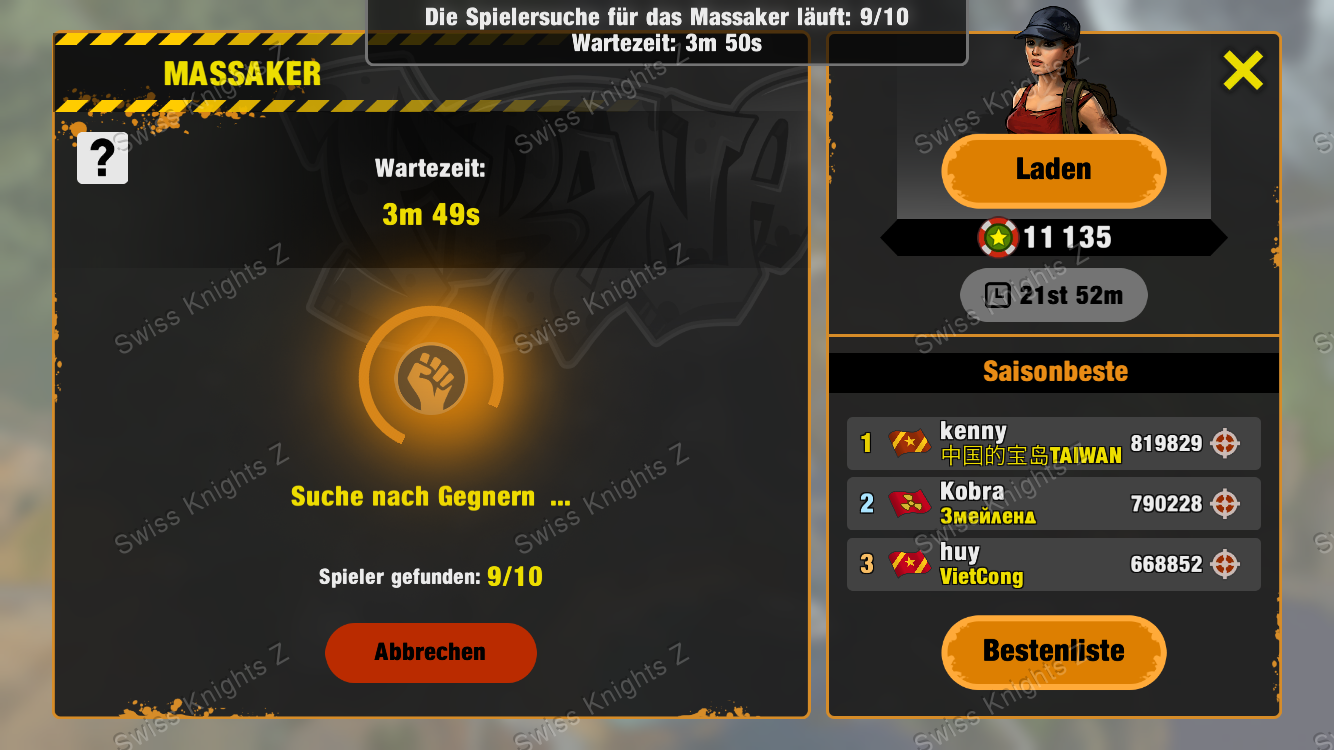 Die Spielersuche für das Massaker läuft: 9/10
Wartezeit: 3m 50s
MASSAKER
?
Wartezeit:
3m 49s
Suche nach Gegnern ...
Spieler gefunden: 9/10
Abbrechen
Laden
11 135
21st 52m
Saisonbeste
1 kenny 819829
中国的宝岛TAIWAN
2 Kobra 790228
Змейленд
3 huy 668852
VietCong
Bestenliste
Swiss Knights Z